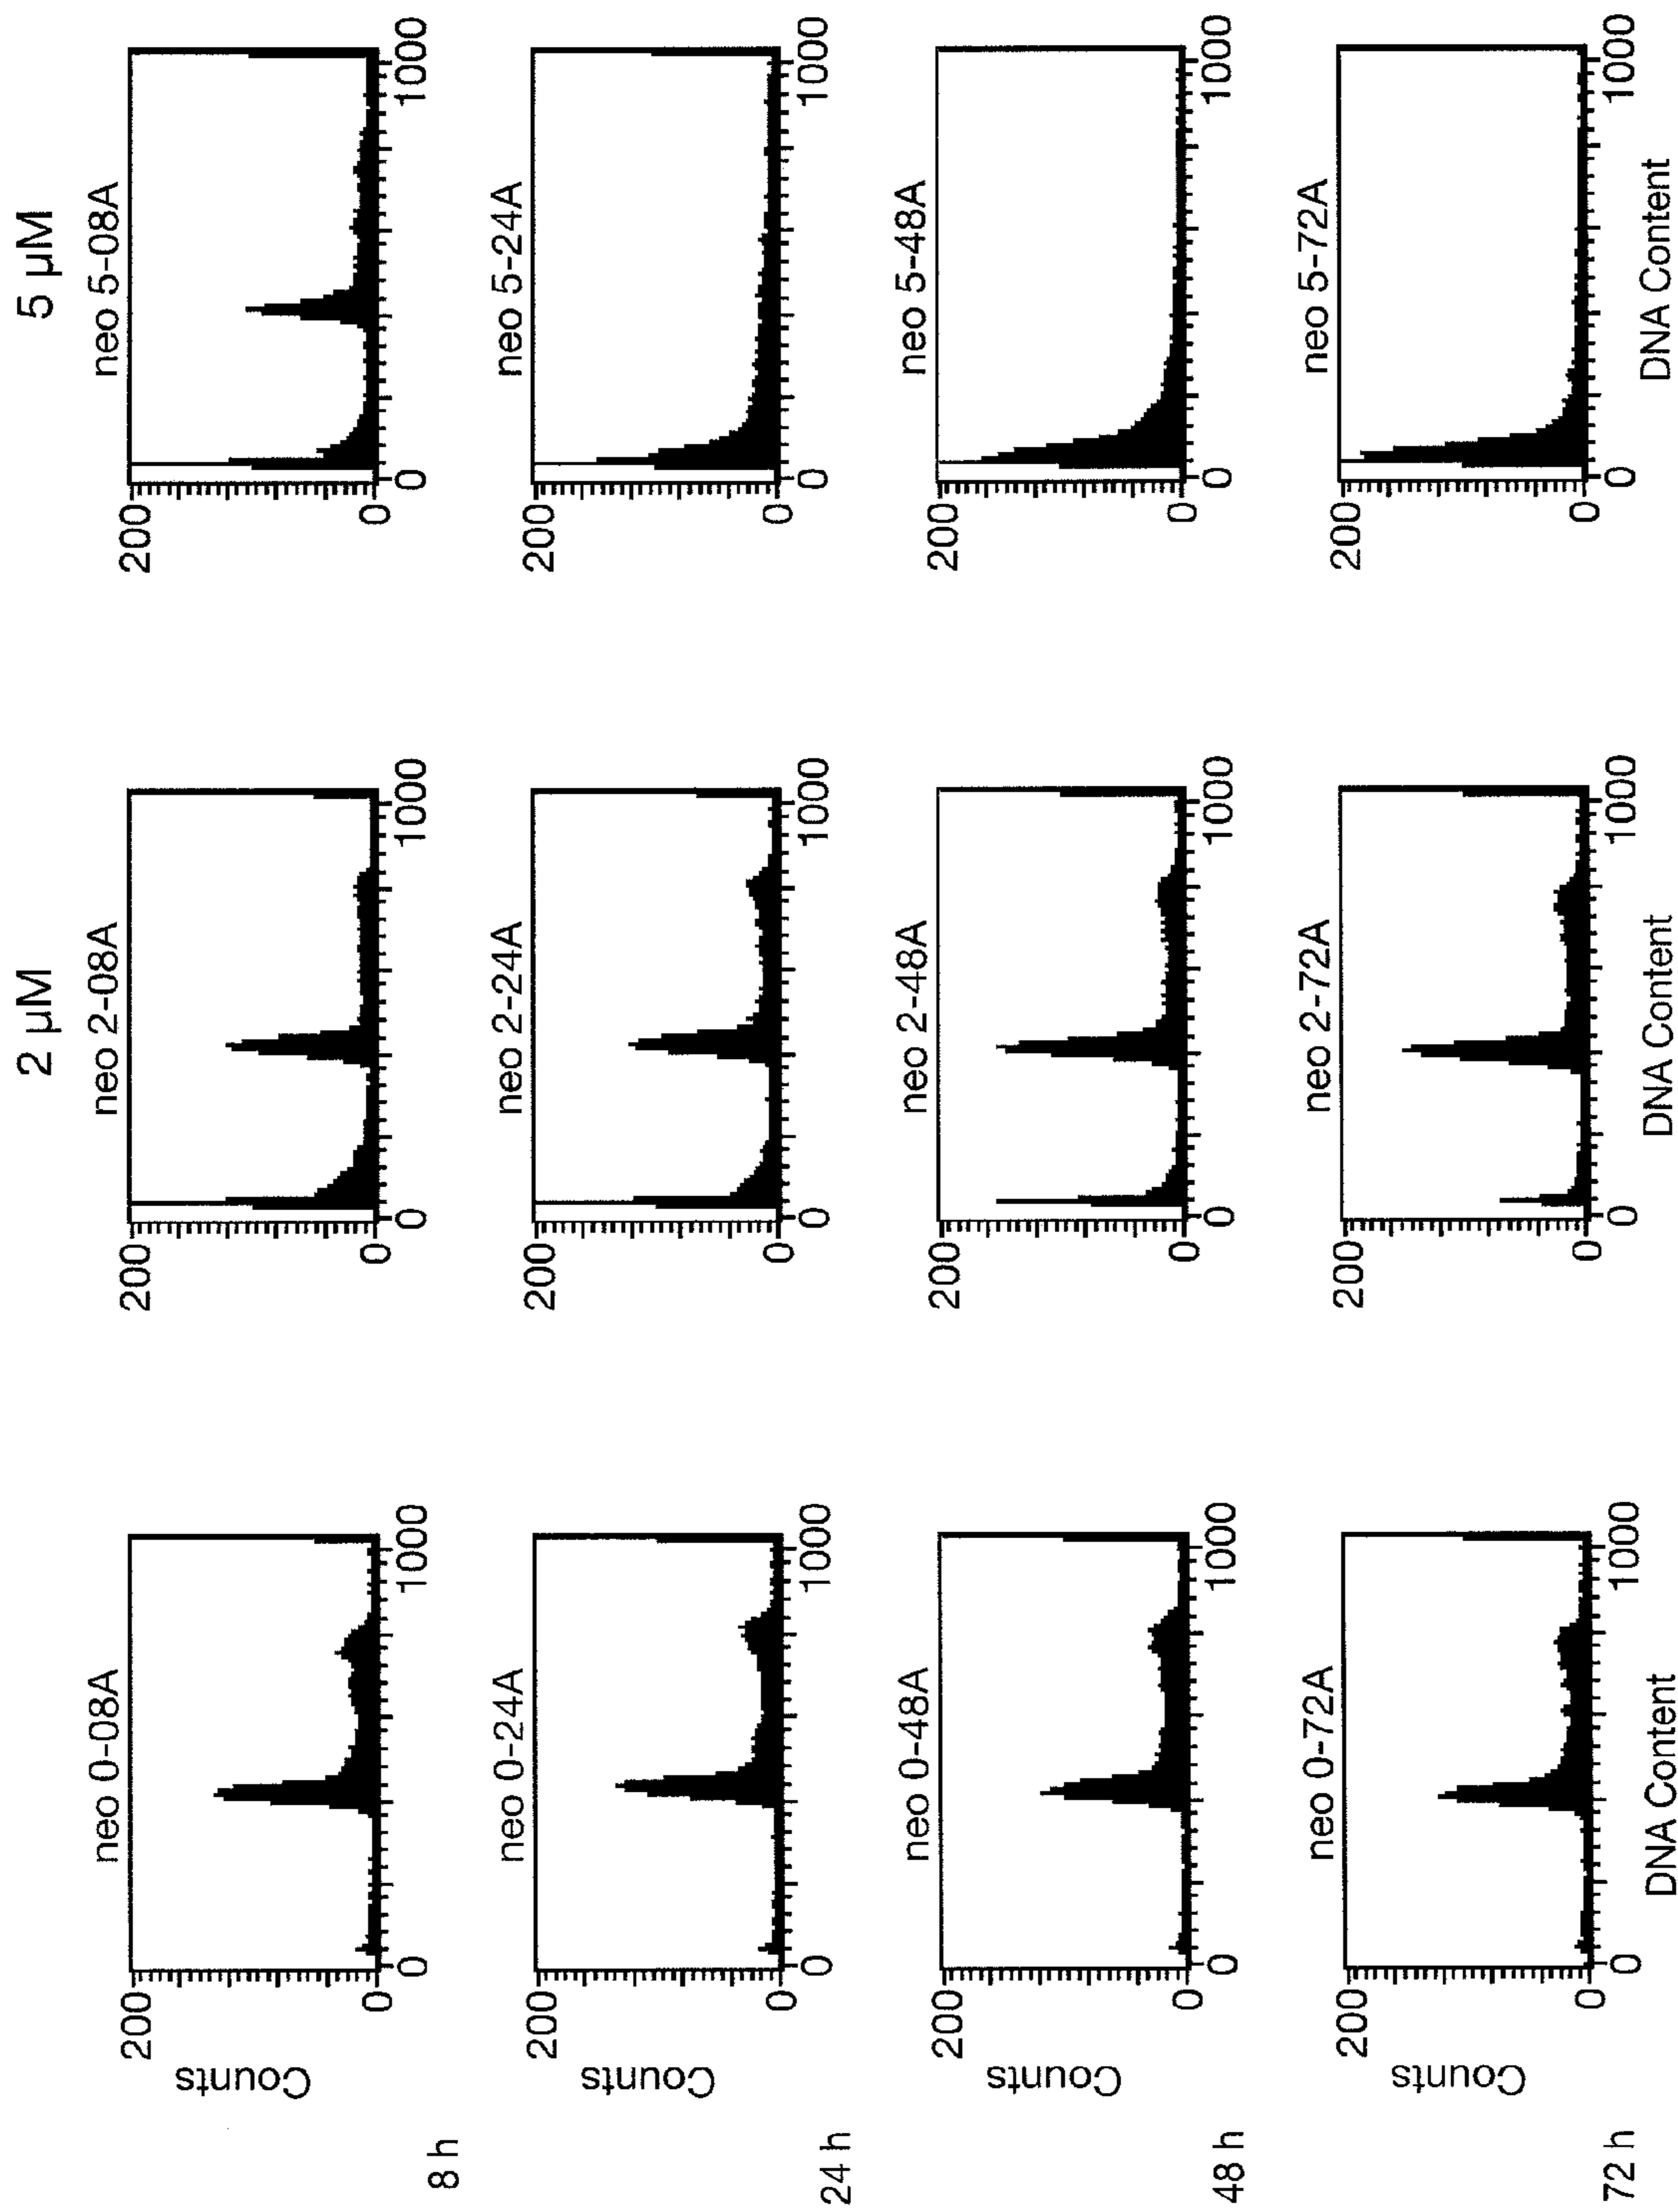 2 µM 5 µM
neo 0-08A neo 2-08A neo 5-08A
200 200 200
Counts
0 0 0
0 1000 0 1000 0 1000
8 h
neo 0-24A neo 2-24A neo 5-24A
200 200 200
Counts
0 0 0
0 1000 0 1000 0 1000
24 h
neo 0-48A neo 2-48A neo 5-48A
200 200 200
Counts
0 0 0
0 1000 0 1000 0 1000
48 h
neo 0-72A neo 2-72A neo 5-72A
200 200 200
Counts
0 0 0
0 1000 0 1000 0 1000
72 h
DNA Content DNA Content DNA Content